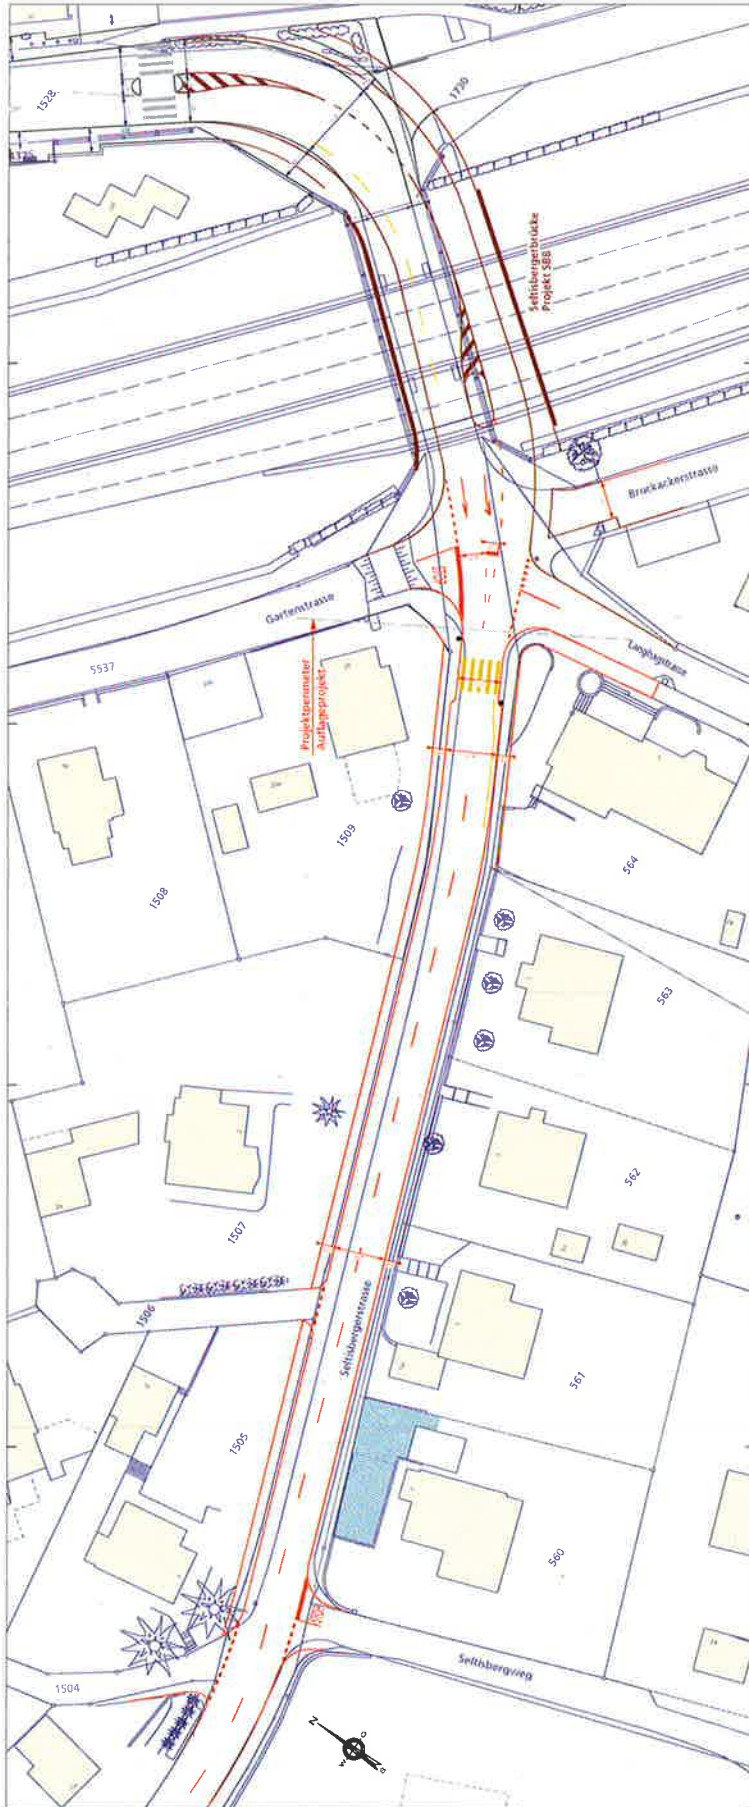 1528
1730
Seltisbergerbrücke
Projekt SBB
Bruckackerstrasse
Gartenstrasse
5537
Langhagstrasse
Projektperimeter
Auflageprojekt
1509
564
1508
563
562
1507
1506
Seltisbergerstrasse
561
1505
560
Seltisbergweg
1504
N
O
W